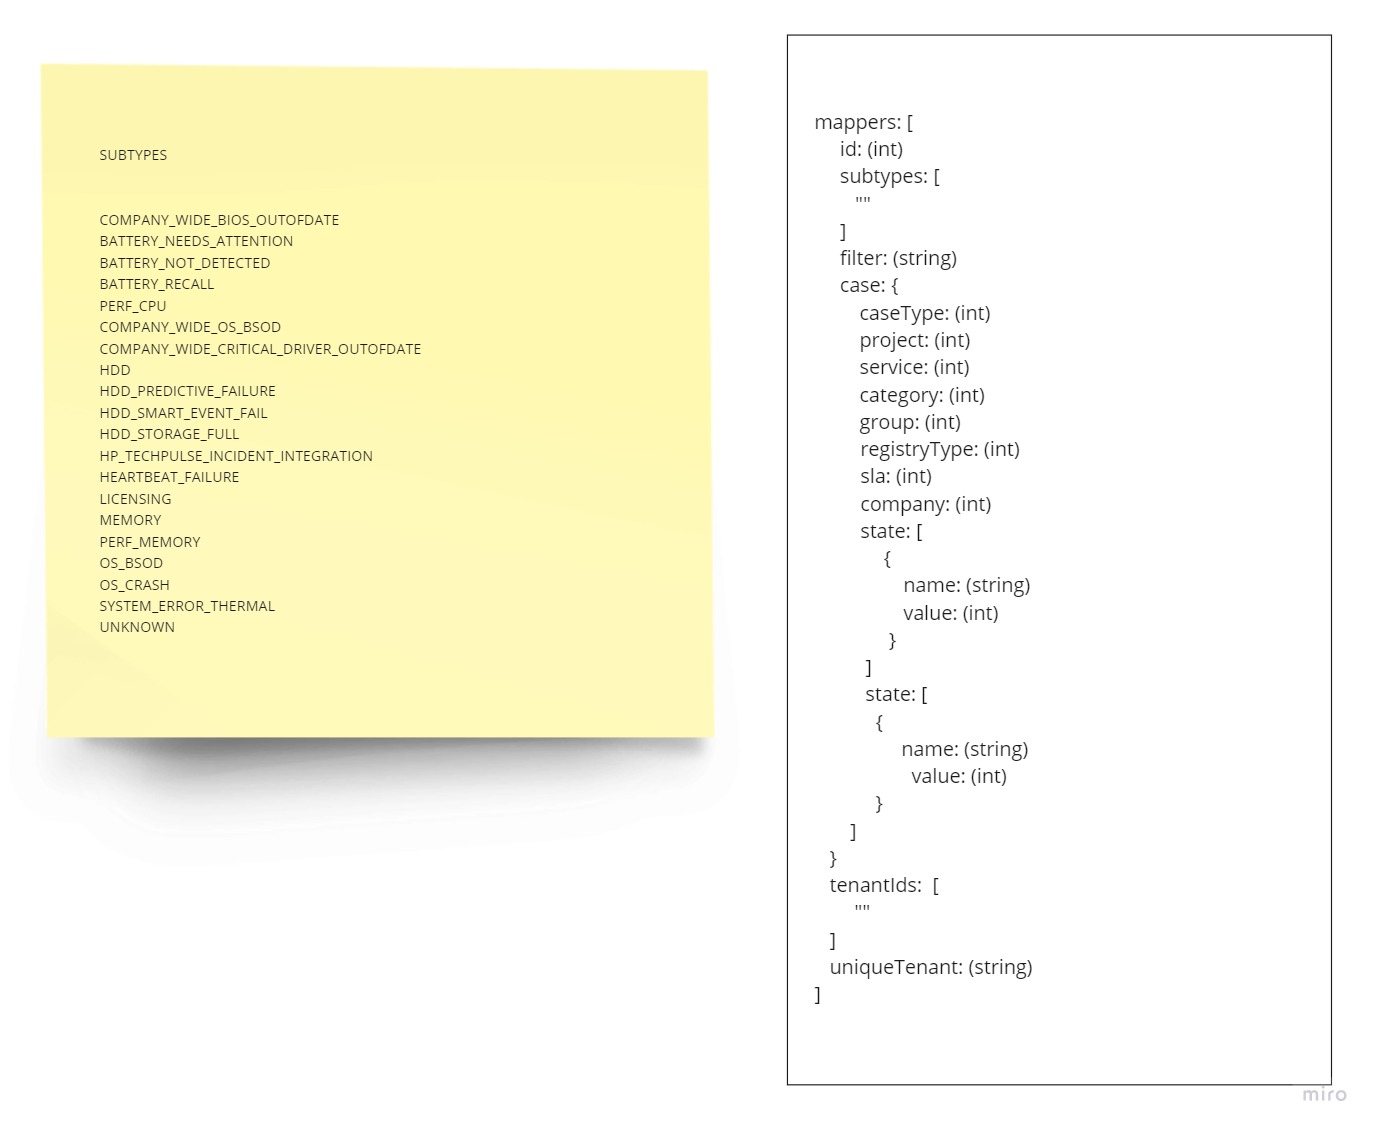 SUBTYPES
COMPANY_WIDE_BIOS_OUTOFDATE
BATTERY_NEEDS_ATTENTION
BATTERY_NOT_DETECTED
BATTERY_RECALL
PERF_CPU
COMPANY_WIDE_OS_BSOD
COMPANY_WIDE_CRITICAL_DRIVER_OUTOFDATE
HDD
HDD_PREDICTIVE_FAILURE
HDD_SMART_EVENT_FAIL
HDD_STORAGE_FULL
HP_TECHPULSE_INCIDENT_INTEGRATION
HEARTBEAT_FAILURE
LICENSING
MEMORY
PERF_MEMORY
OS_BSOD
OS_CRASH
SYSTEM_ERROR_THERMAL
UNKNOWN
mappers: [
id: (int)
subtypes: [
""
]
filter: (string)
case: {
caseType: (int)
project: (int)
service: (int)
category: (int)
group: (int)
registryType: (int)
sla: (int)
company: (int)
state: [
{
name: (string)
value: (int)
}
]
state: [
{
name: (string)
value: (int)
}
]
}
tenantIds:  [
""
]
uniqueTenant: (string)
]
miro